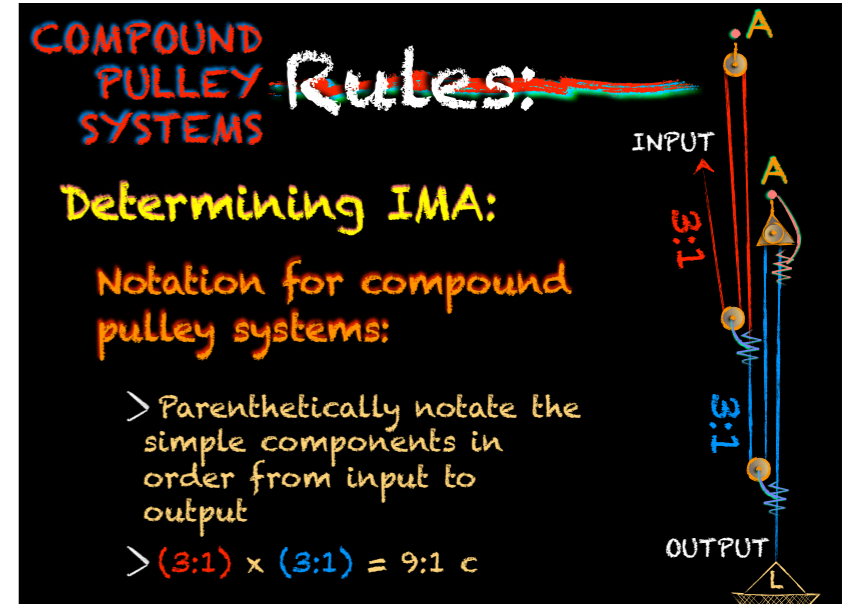 COMPOUND
PULLEY
SYSTEMS
Rules:
A
INPUT
A
3:1
Determining IMA:
Notation for compound
pulley systems:
> Parenthetically notate the
simple components in
order from input to
output
3:1
> (3:1) x (3:1) = 9:1 c
OUTPUT
L